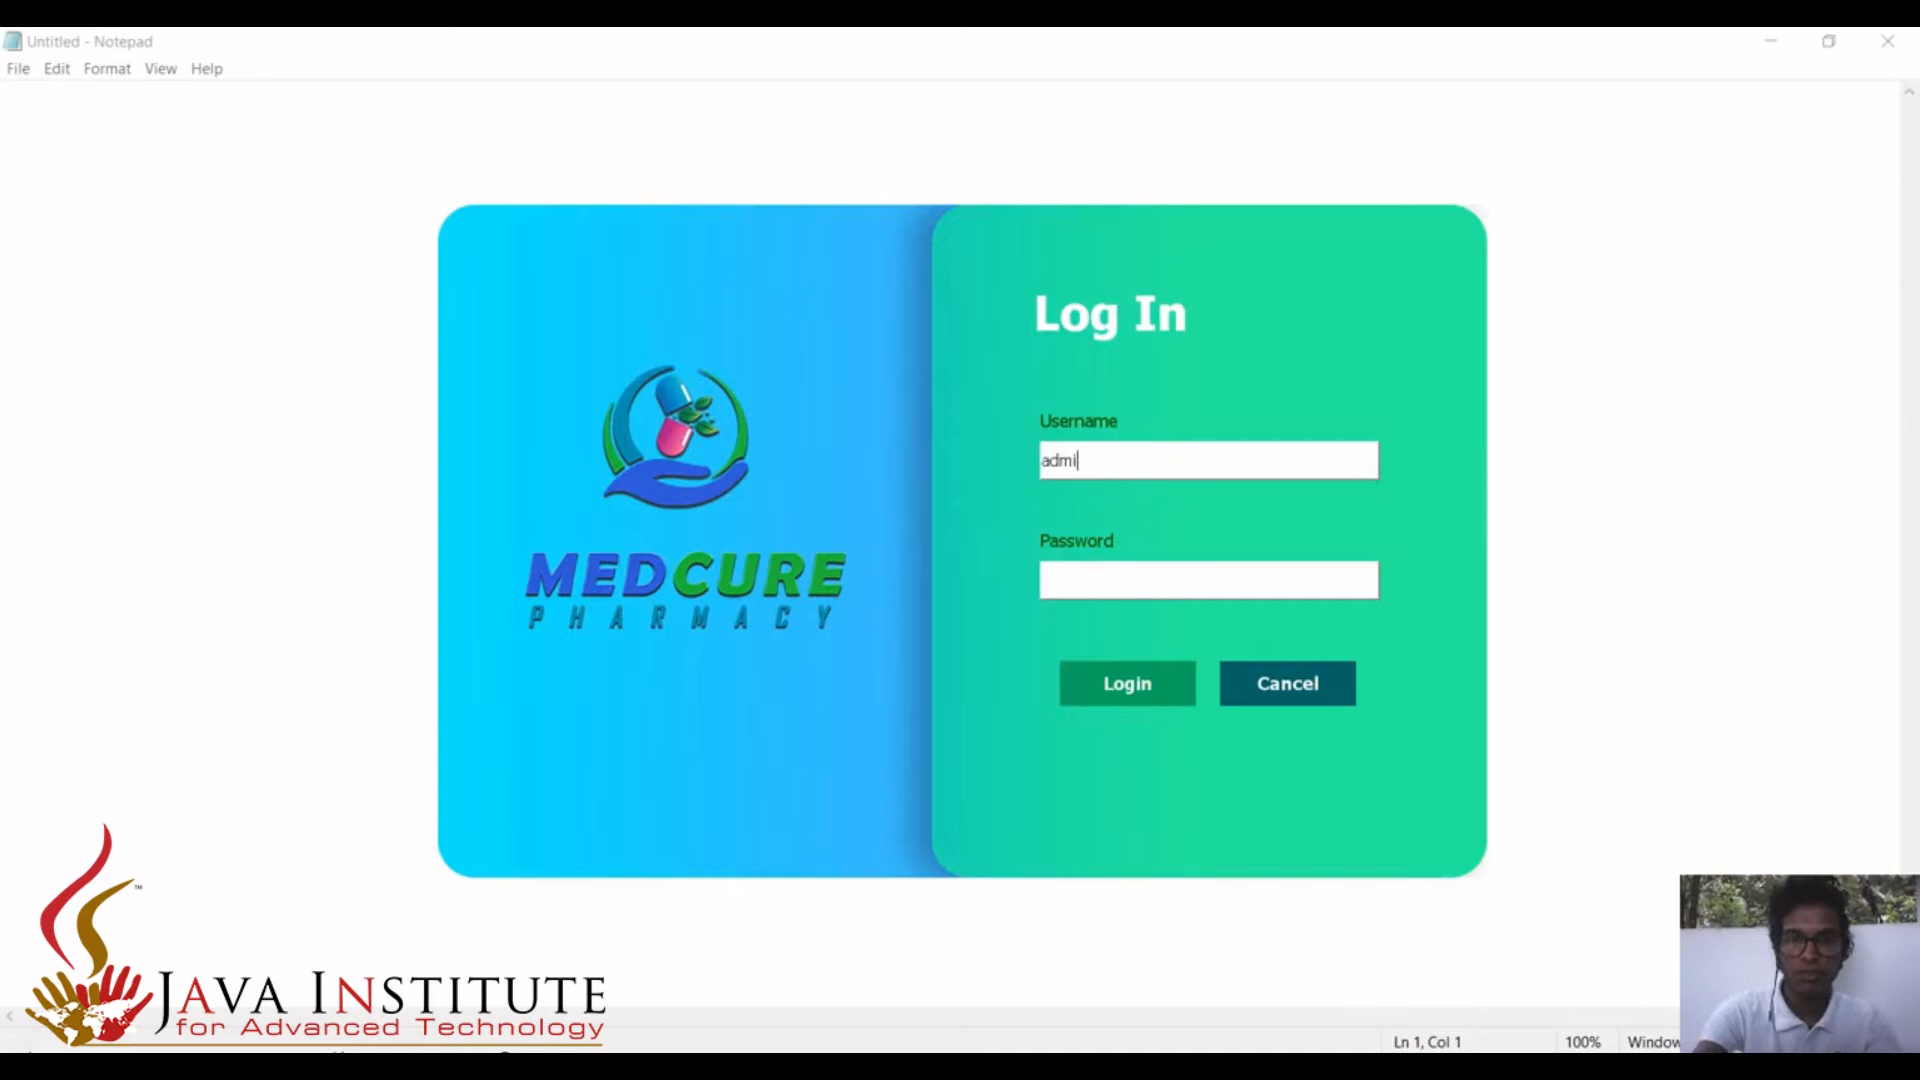 Untitled - Notepad
File Edit Format View Help
Log In
Username
admi
Password
Login Cancel
MEDCURE
PHARMACY
™
JAVA INSTITUTE
for Advanced Technology
Ln 1, Col 1 100% Window